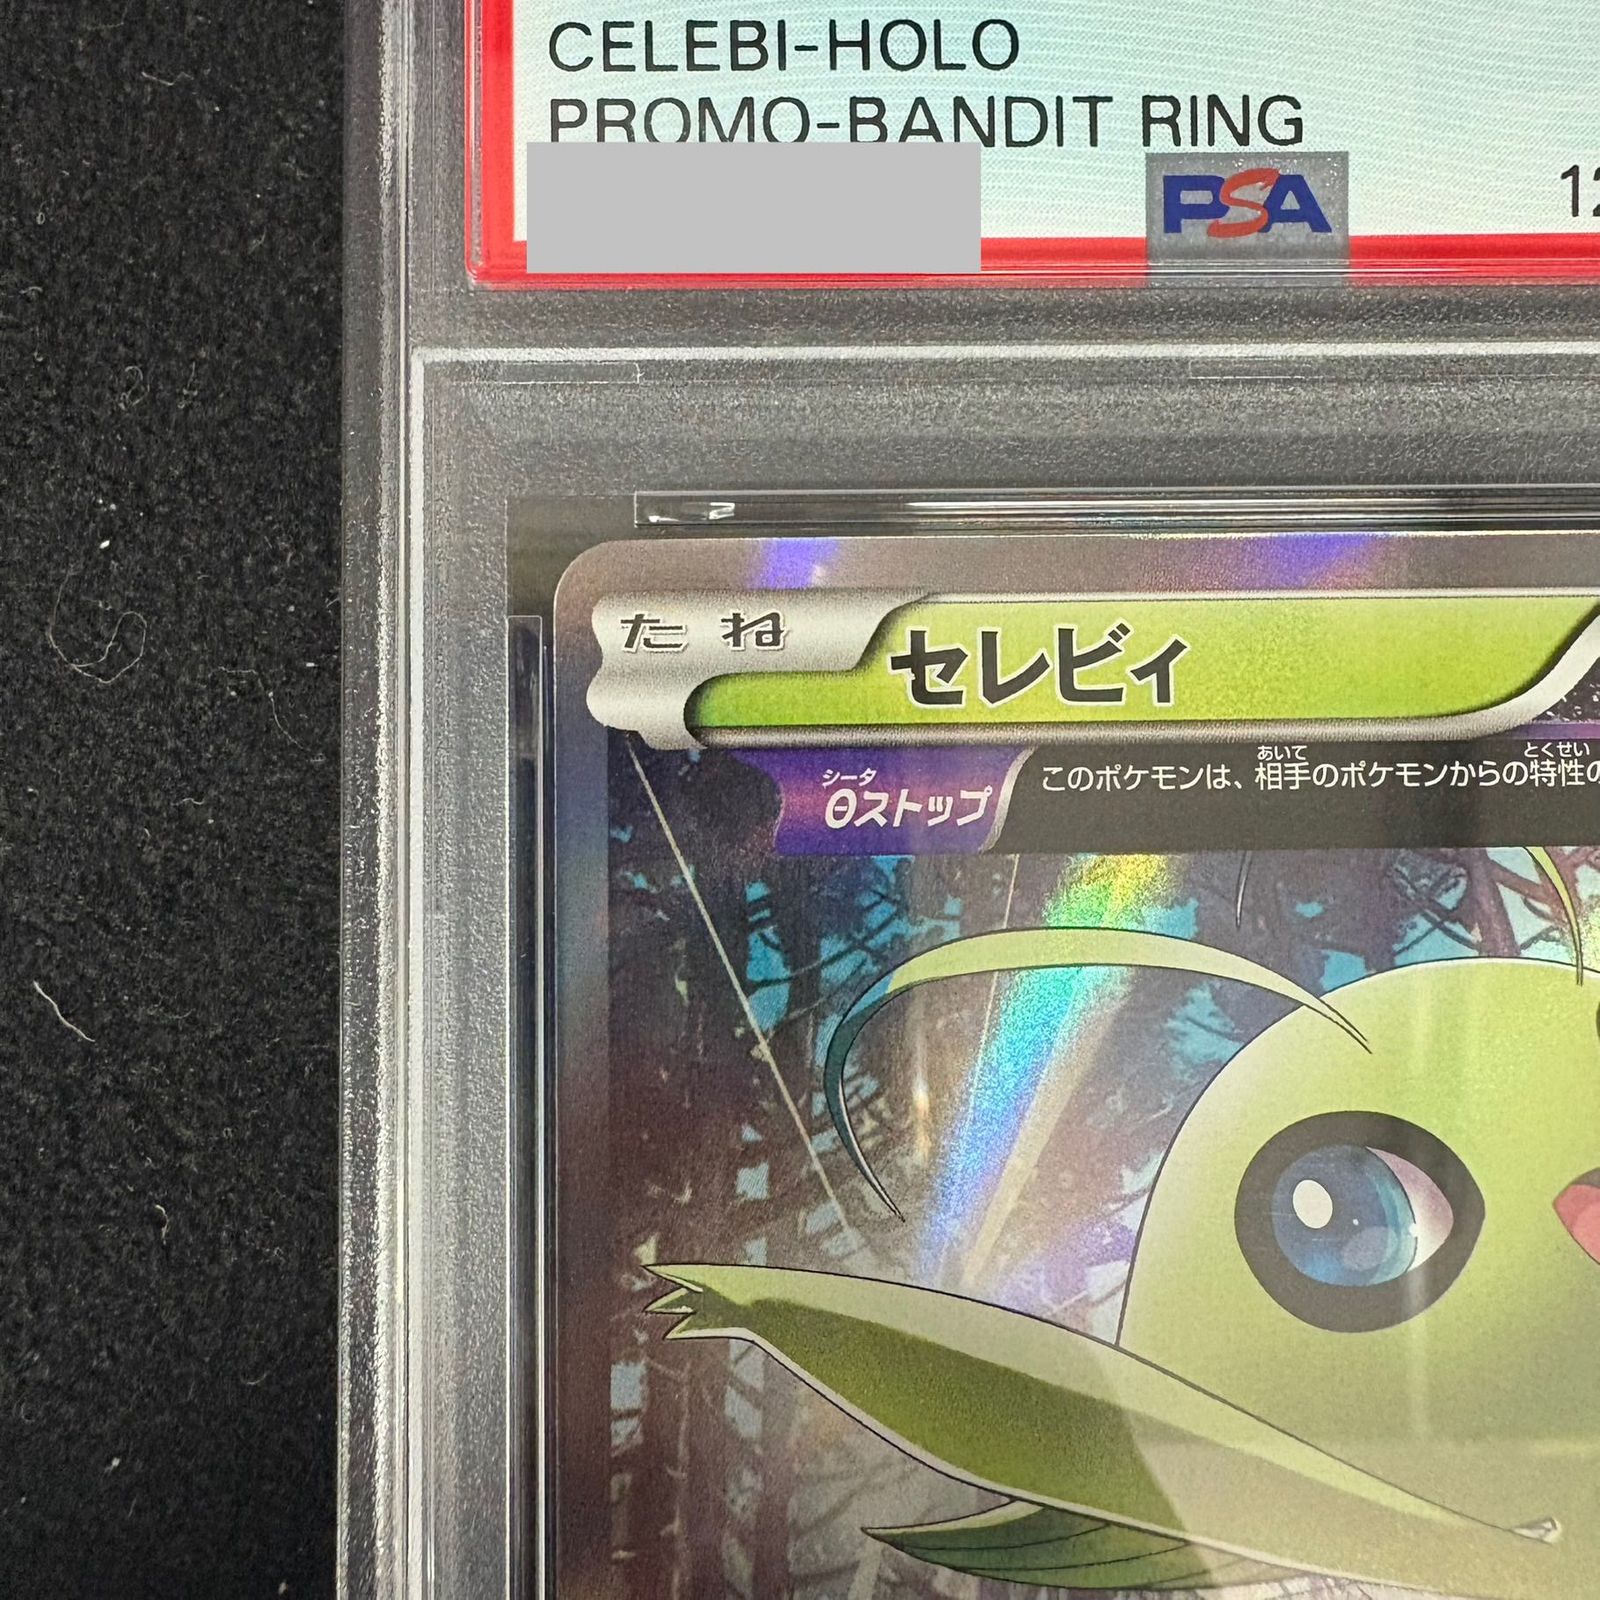 CELEBI-HOLO
PROMO-BANDIT RING
PSA
たね
セレビィ
シータ
θストップ
あいて とくせい
このポケモンは、相手のポケモンからの特性の